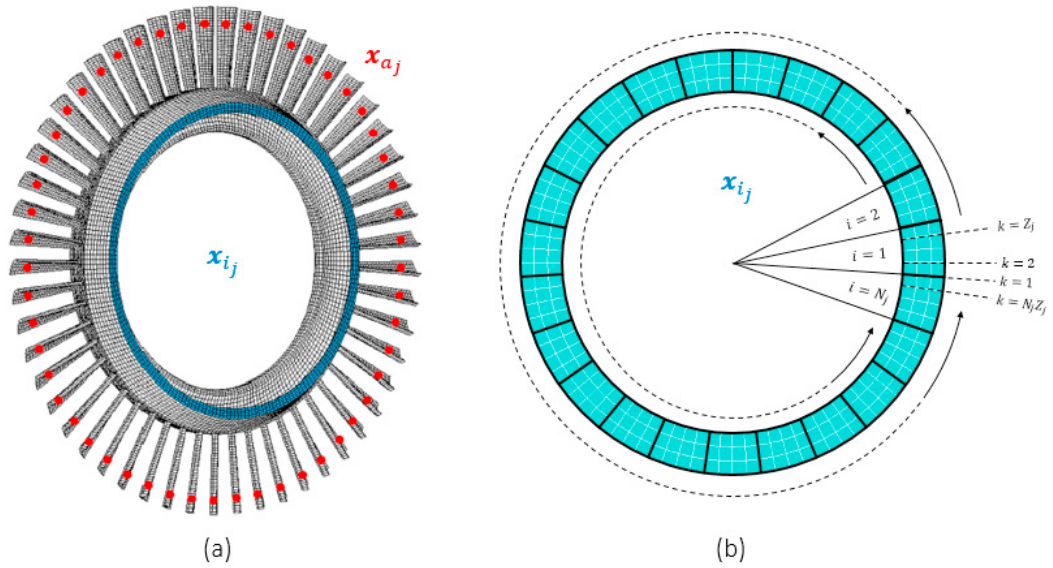 𝒙_{a_j}
𝒙_{i_j}
𝒙_{i_j}
i = 2
i = 1
i = N_j
k = Z_j
k = 2
k = 1
k = N_jZ_j
(a)
(b)